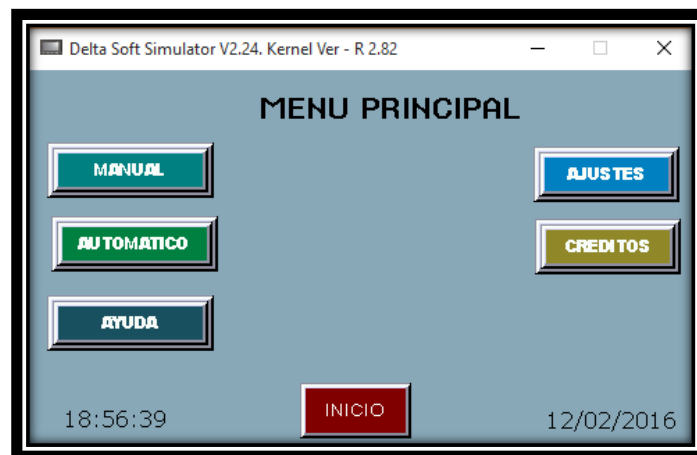 Delta Soft Simulator V2.24. Kernel Ver - R 2.82
MENU PRINCIPAL
MANUAL
AJUSTES
AUTOMATICO
CREDITOS
AYUDA
INICIO
18:56:39
12/02/2016